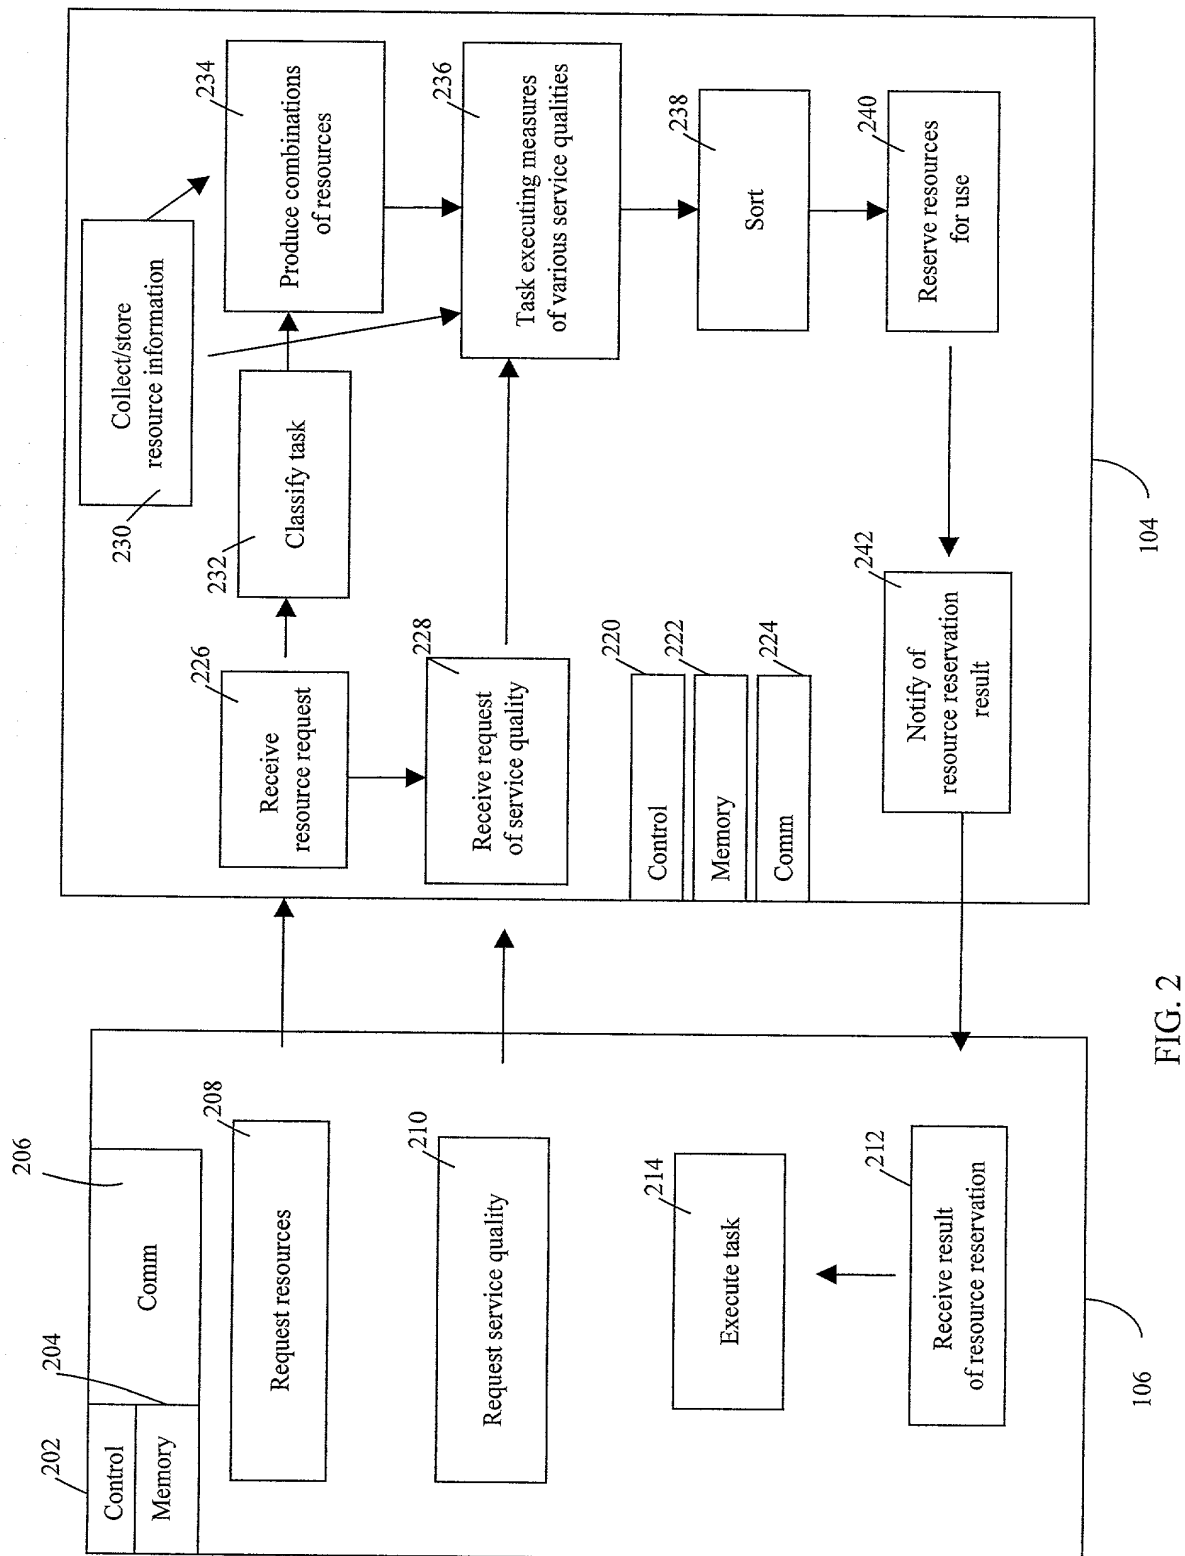 202
Control
Memory
204
Comm
206
208
Request resources
210
Request service quality
214
Execute task
212
Receive result
of resource reservation
106
230
Collect/store
resource information
234
Produce combinations
of resources
232
Classify task
226
Receive
resource request
228
Receive request
of service quality
236
Task executing measures
of various service qualities
238
Sort
240
Reserve resources
for use
220
Control
222
Memory
224
Comm
242
Notify of
resource reservation
result
104
FIG. 2